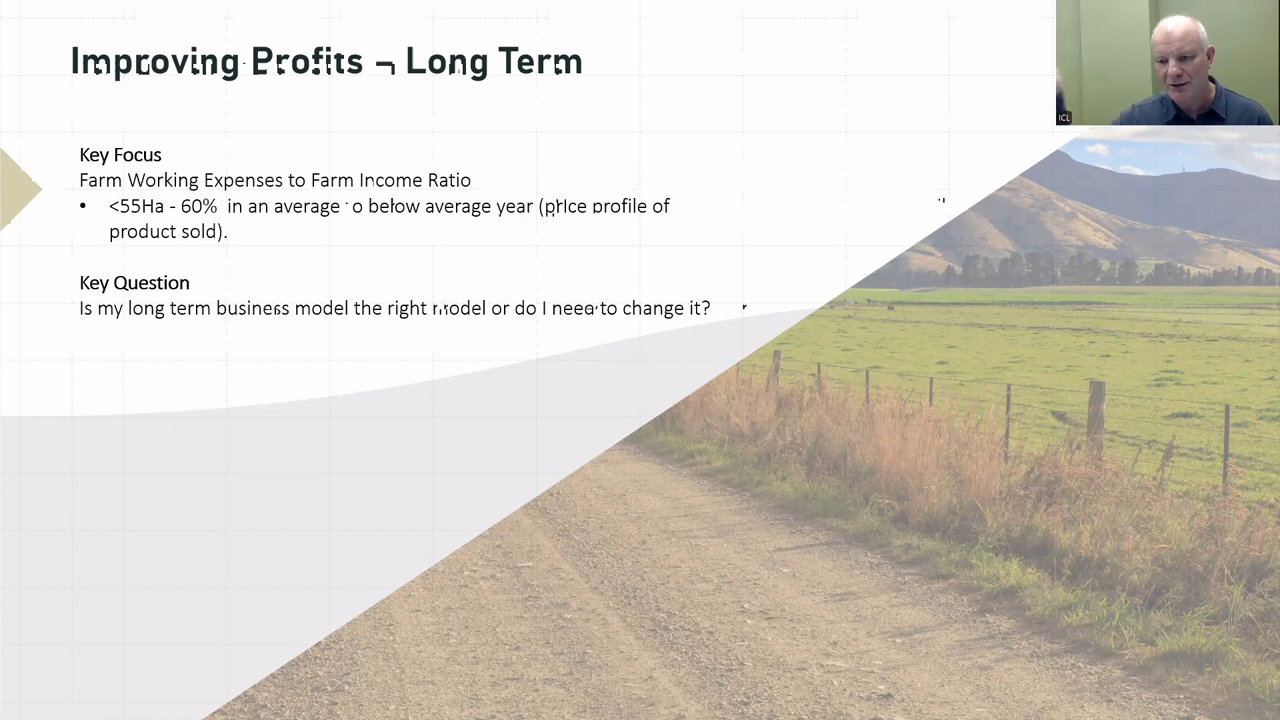 Improving Profits – Long Term
ICL
Key Focus
Farm Working Expenses to Farm Income Ratio
• <55Ha - 60% in an average o below average year (price profile of
product sold).
Key Question
Is my long term business model the right model or do I need to change it?